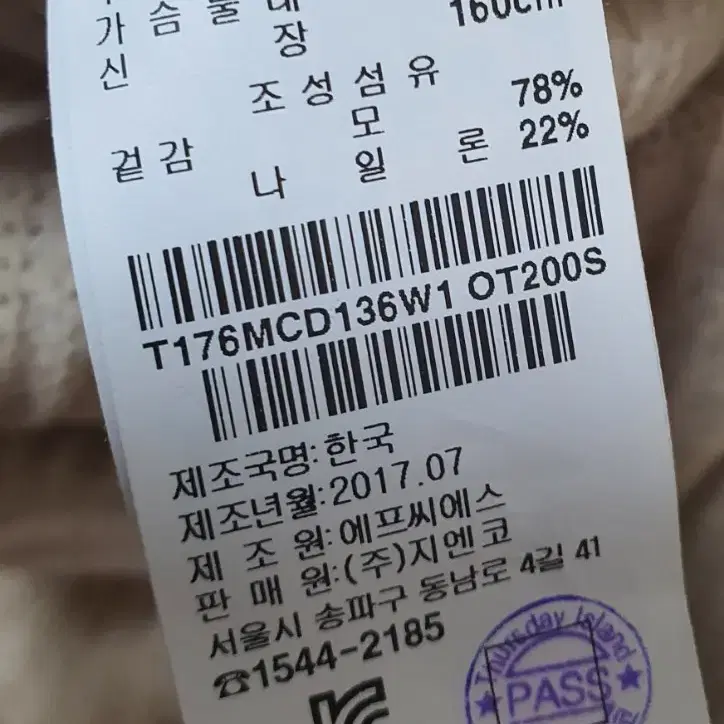 가슴둘레
신장 160cm
조성섬유
겉감 모 78%
나일론 22%
T176MCD136W1 OT200S
제조국명:한국
제조년월:2017.07
제 조 원:에프씨에스
판 매 원:(주)지엔코
서울시 송파구 동남로 4길 41
☎1544-2185
Thursday Island
PASS